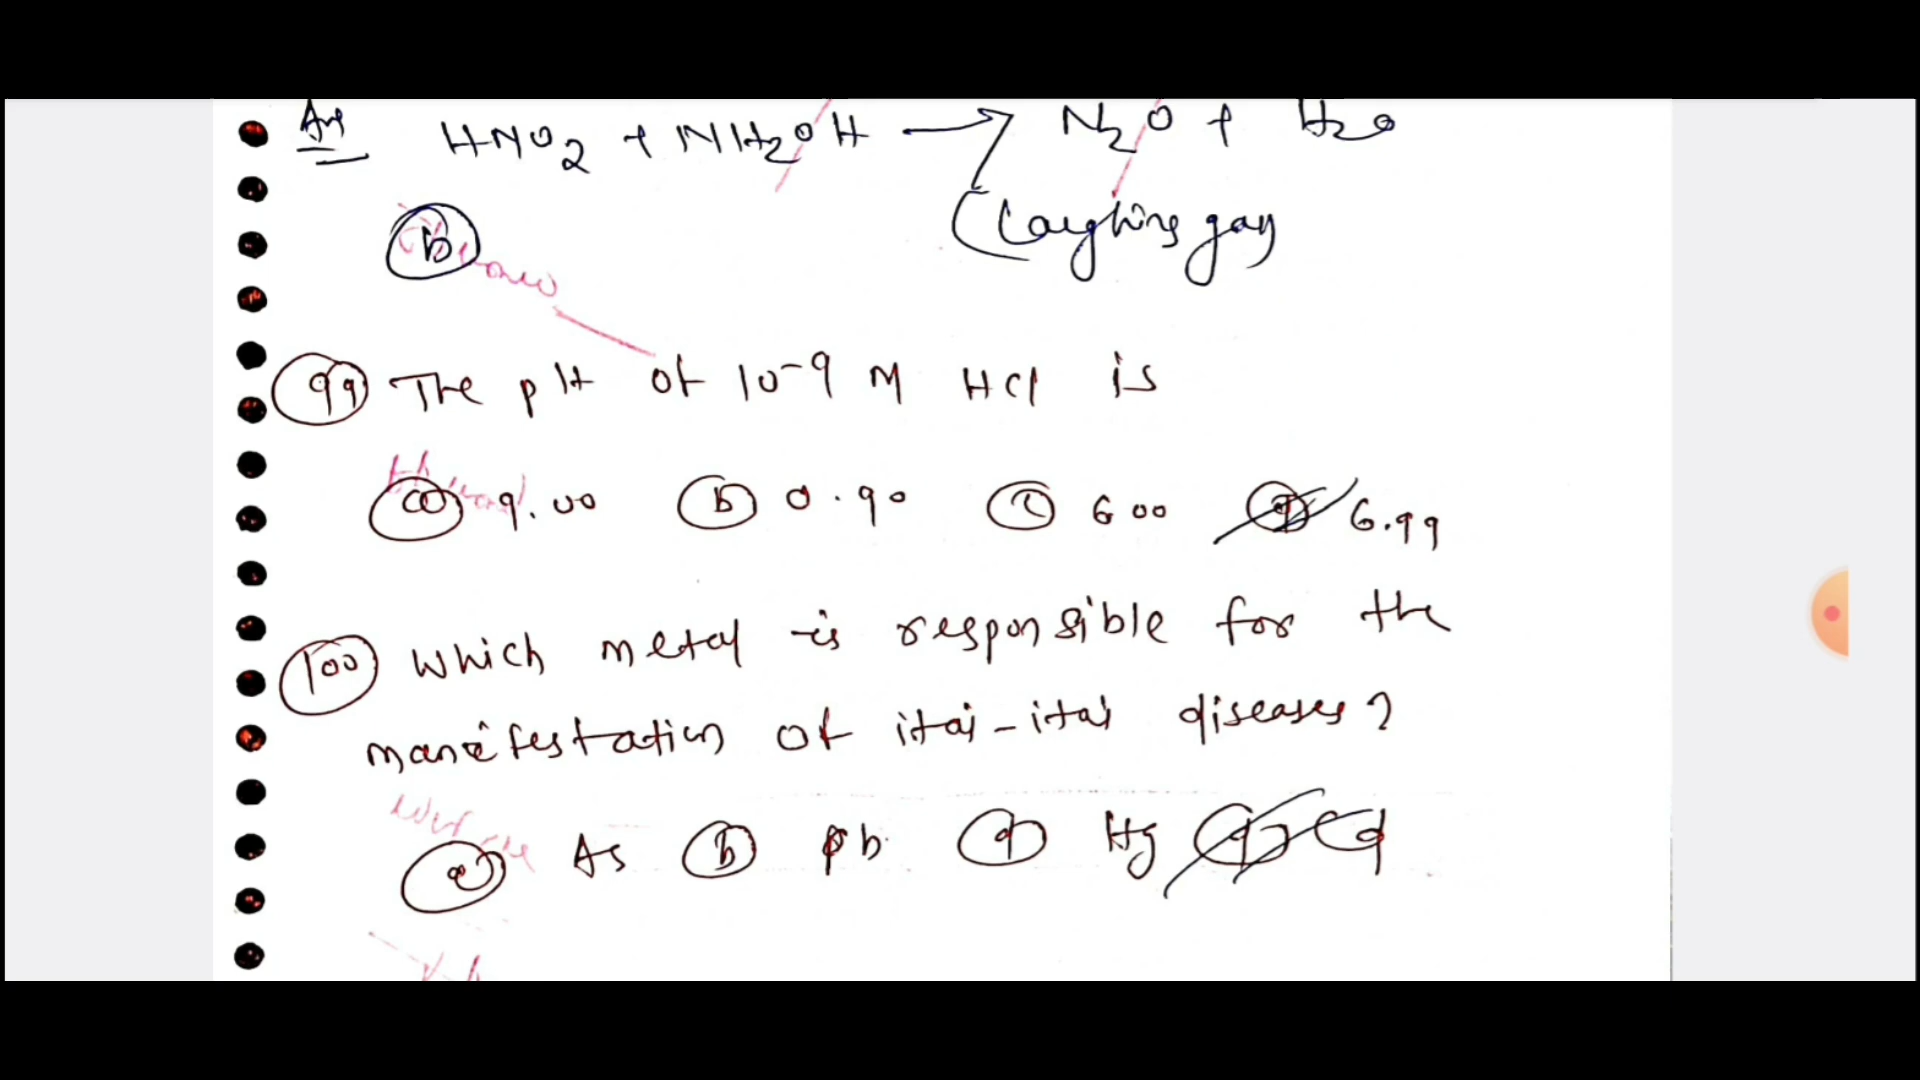 Ans HNO2 + NH2OH → N2O + H2O
(b) (Laughing gas
99 The pH of 10-9 M HCl is
(a) 9.00 (b) 0.90 (c) 6.00 (d) 6.99
100 Which metal is responsible for the
manifestation of itai-itai diseases?
(a) As (b) Pb (d) Hg (d) Cd